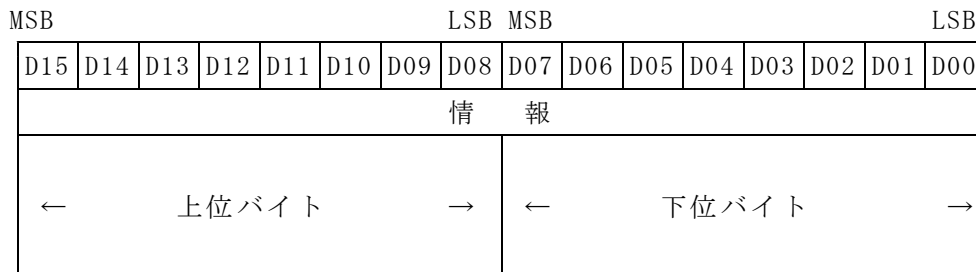 MSB LSB MSB LSB
D15 D14 D13 D12 D11 D10 D09 D08 D07 D06 D05 D04 D03 D02 D01 D00
情 報
← 上位バイト → ← 下位バイト →